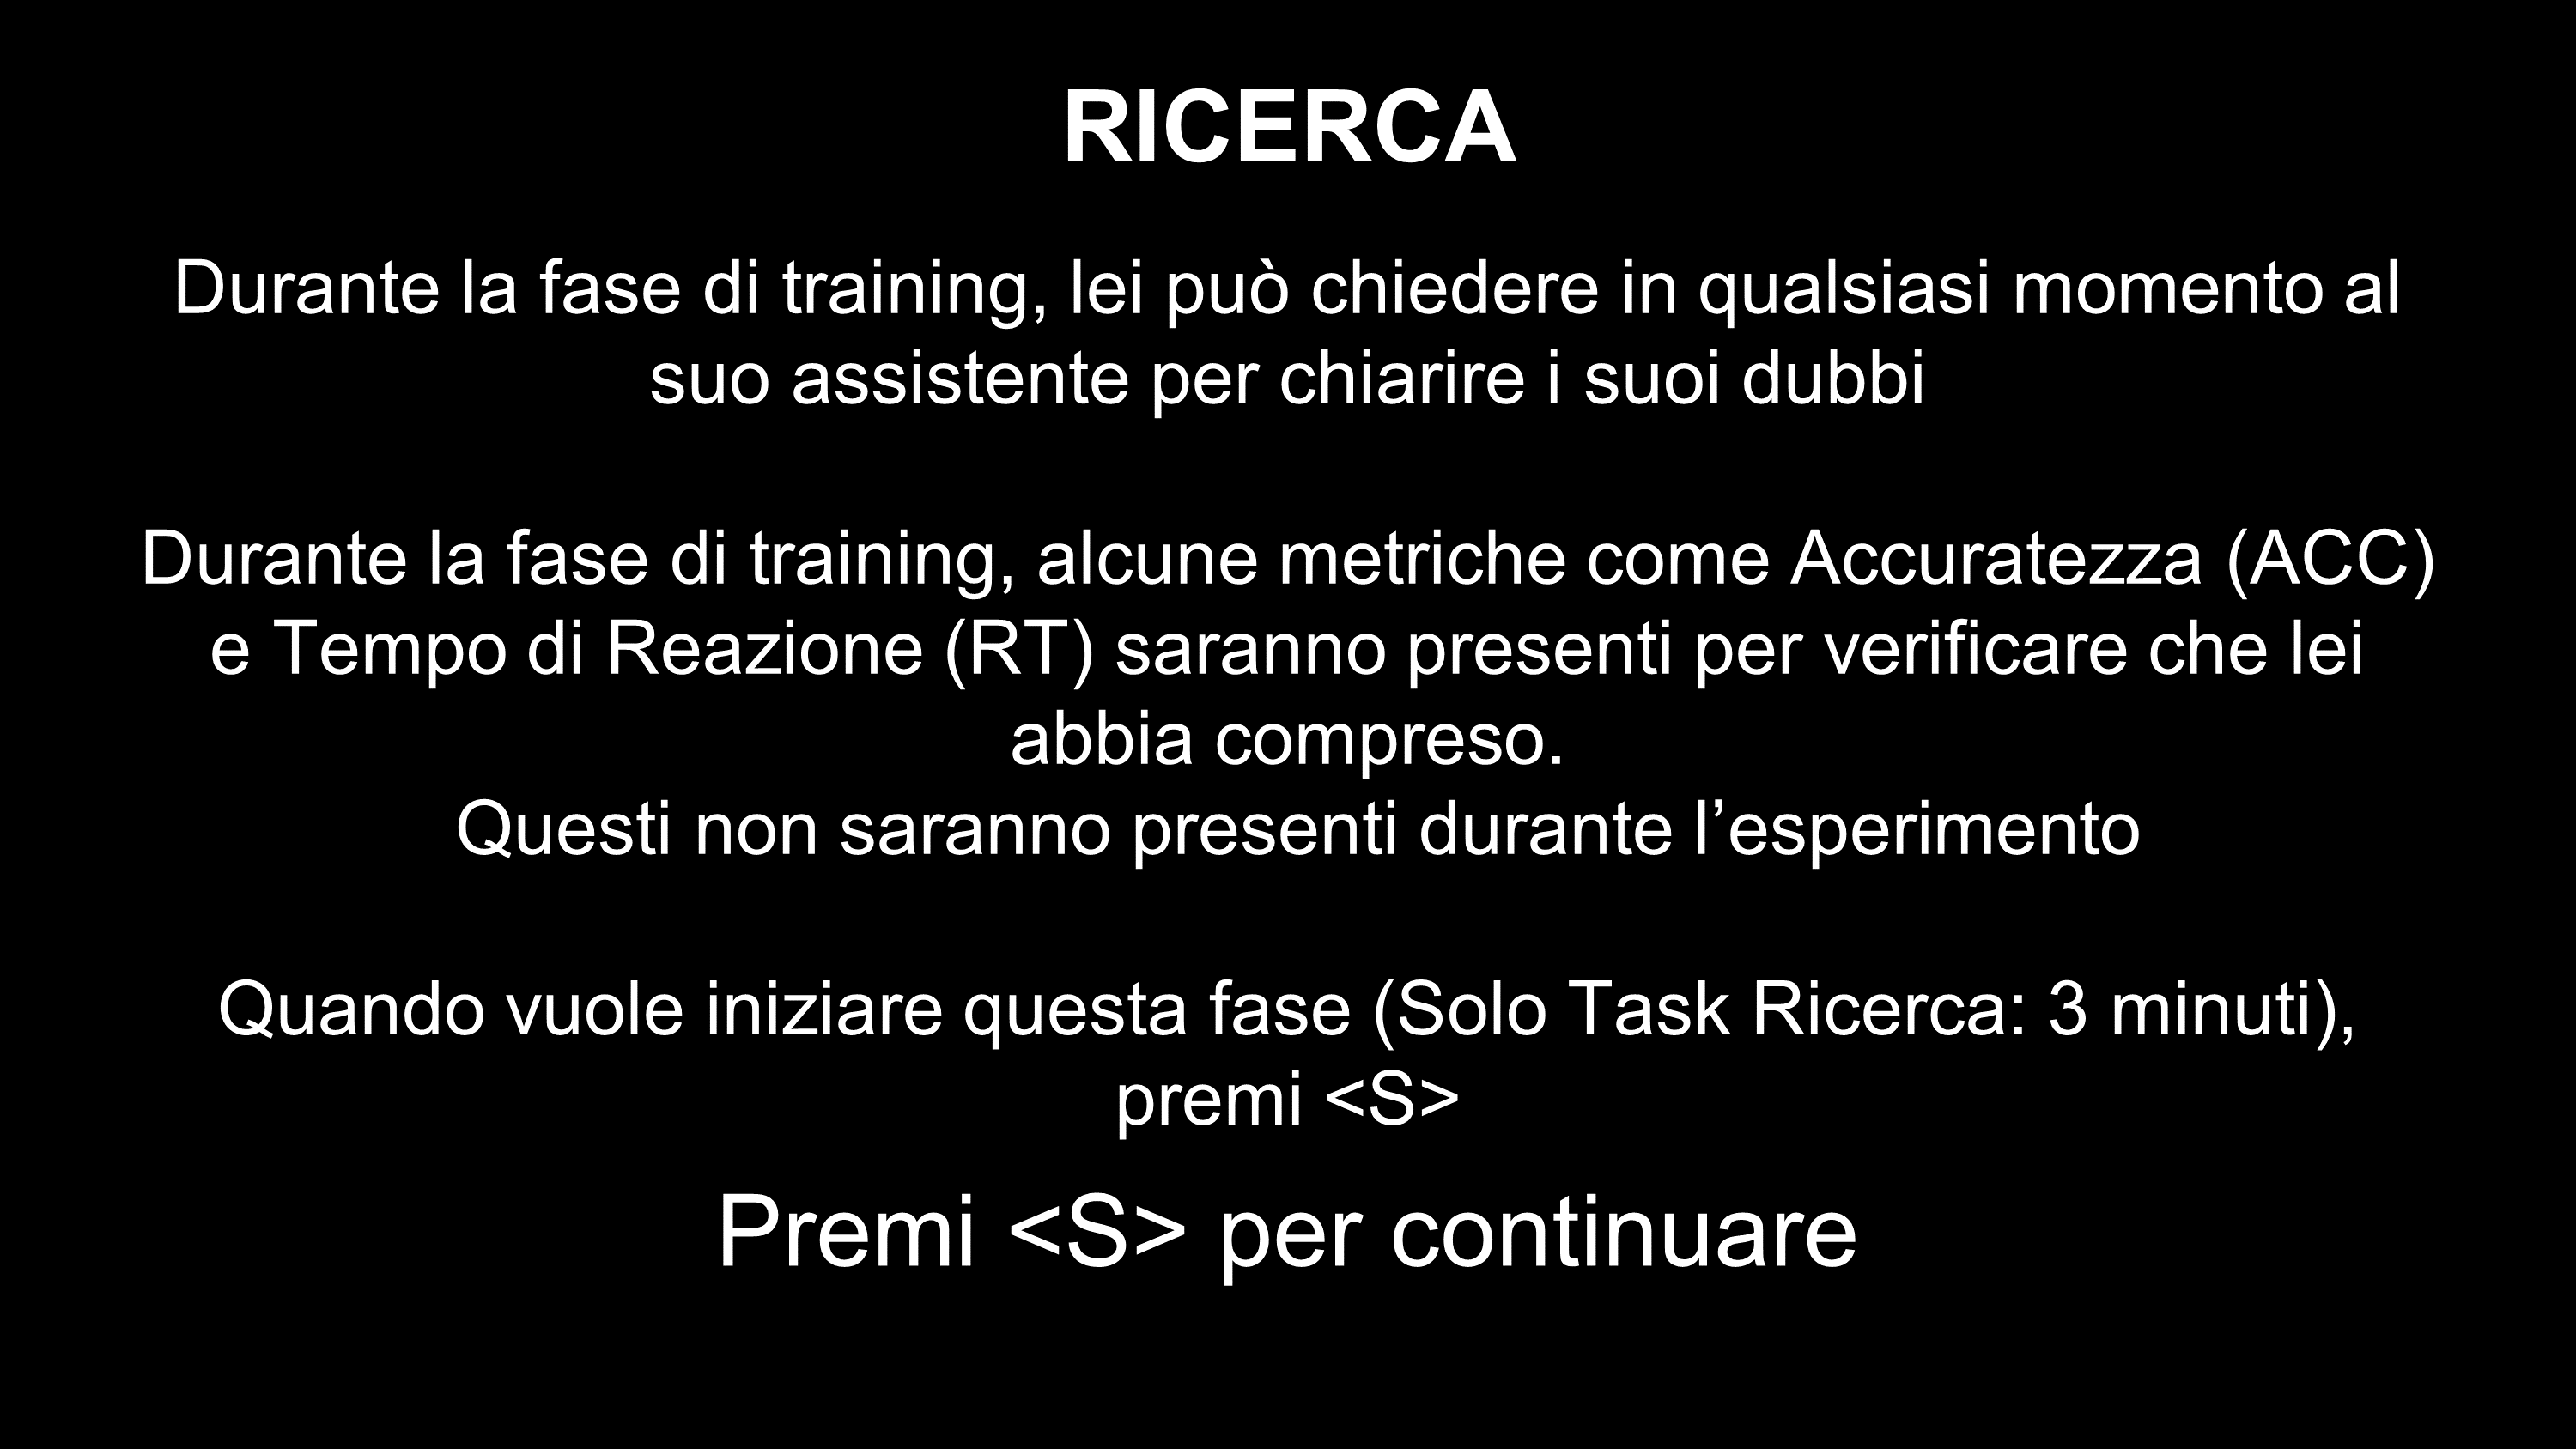 RICERCA
Durante la fase di training, lei può chiedere in qualsiasi momento al
suo assistente per chiarire i suoi dubbi
Durante la fase di training, alcune metriche come Accuratezza (ACC)
e Tempo di Reazione (RT) saranno presenti per verificare che lei
abbia compreso.
Questi non saranno presenti durante l’esperimento
Quando vuole iniziare questa fase (Solo Task Ricerca: 3 minuti),
premi <S>
Premi <S> per continuare